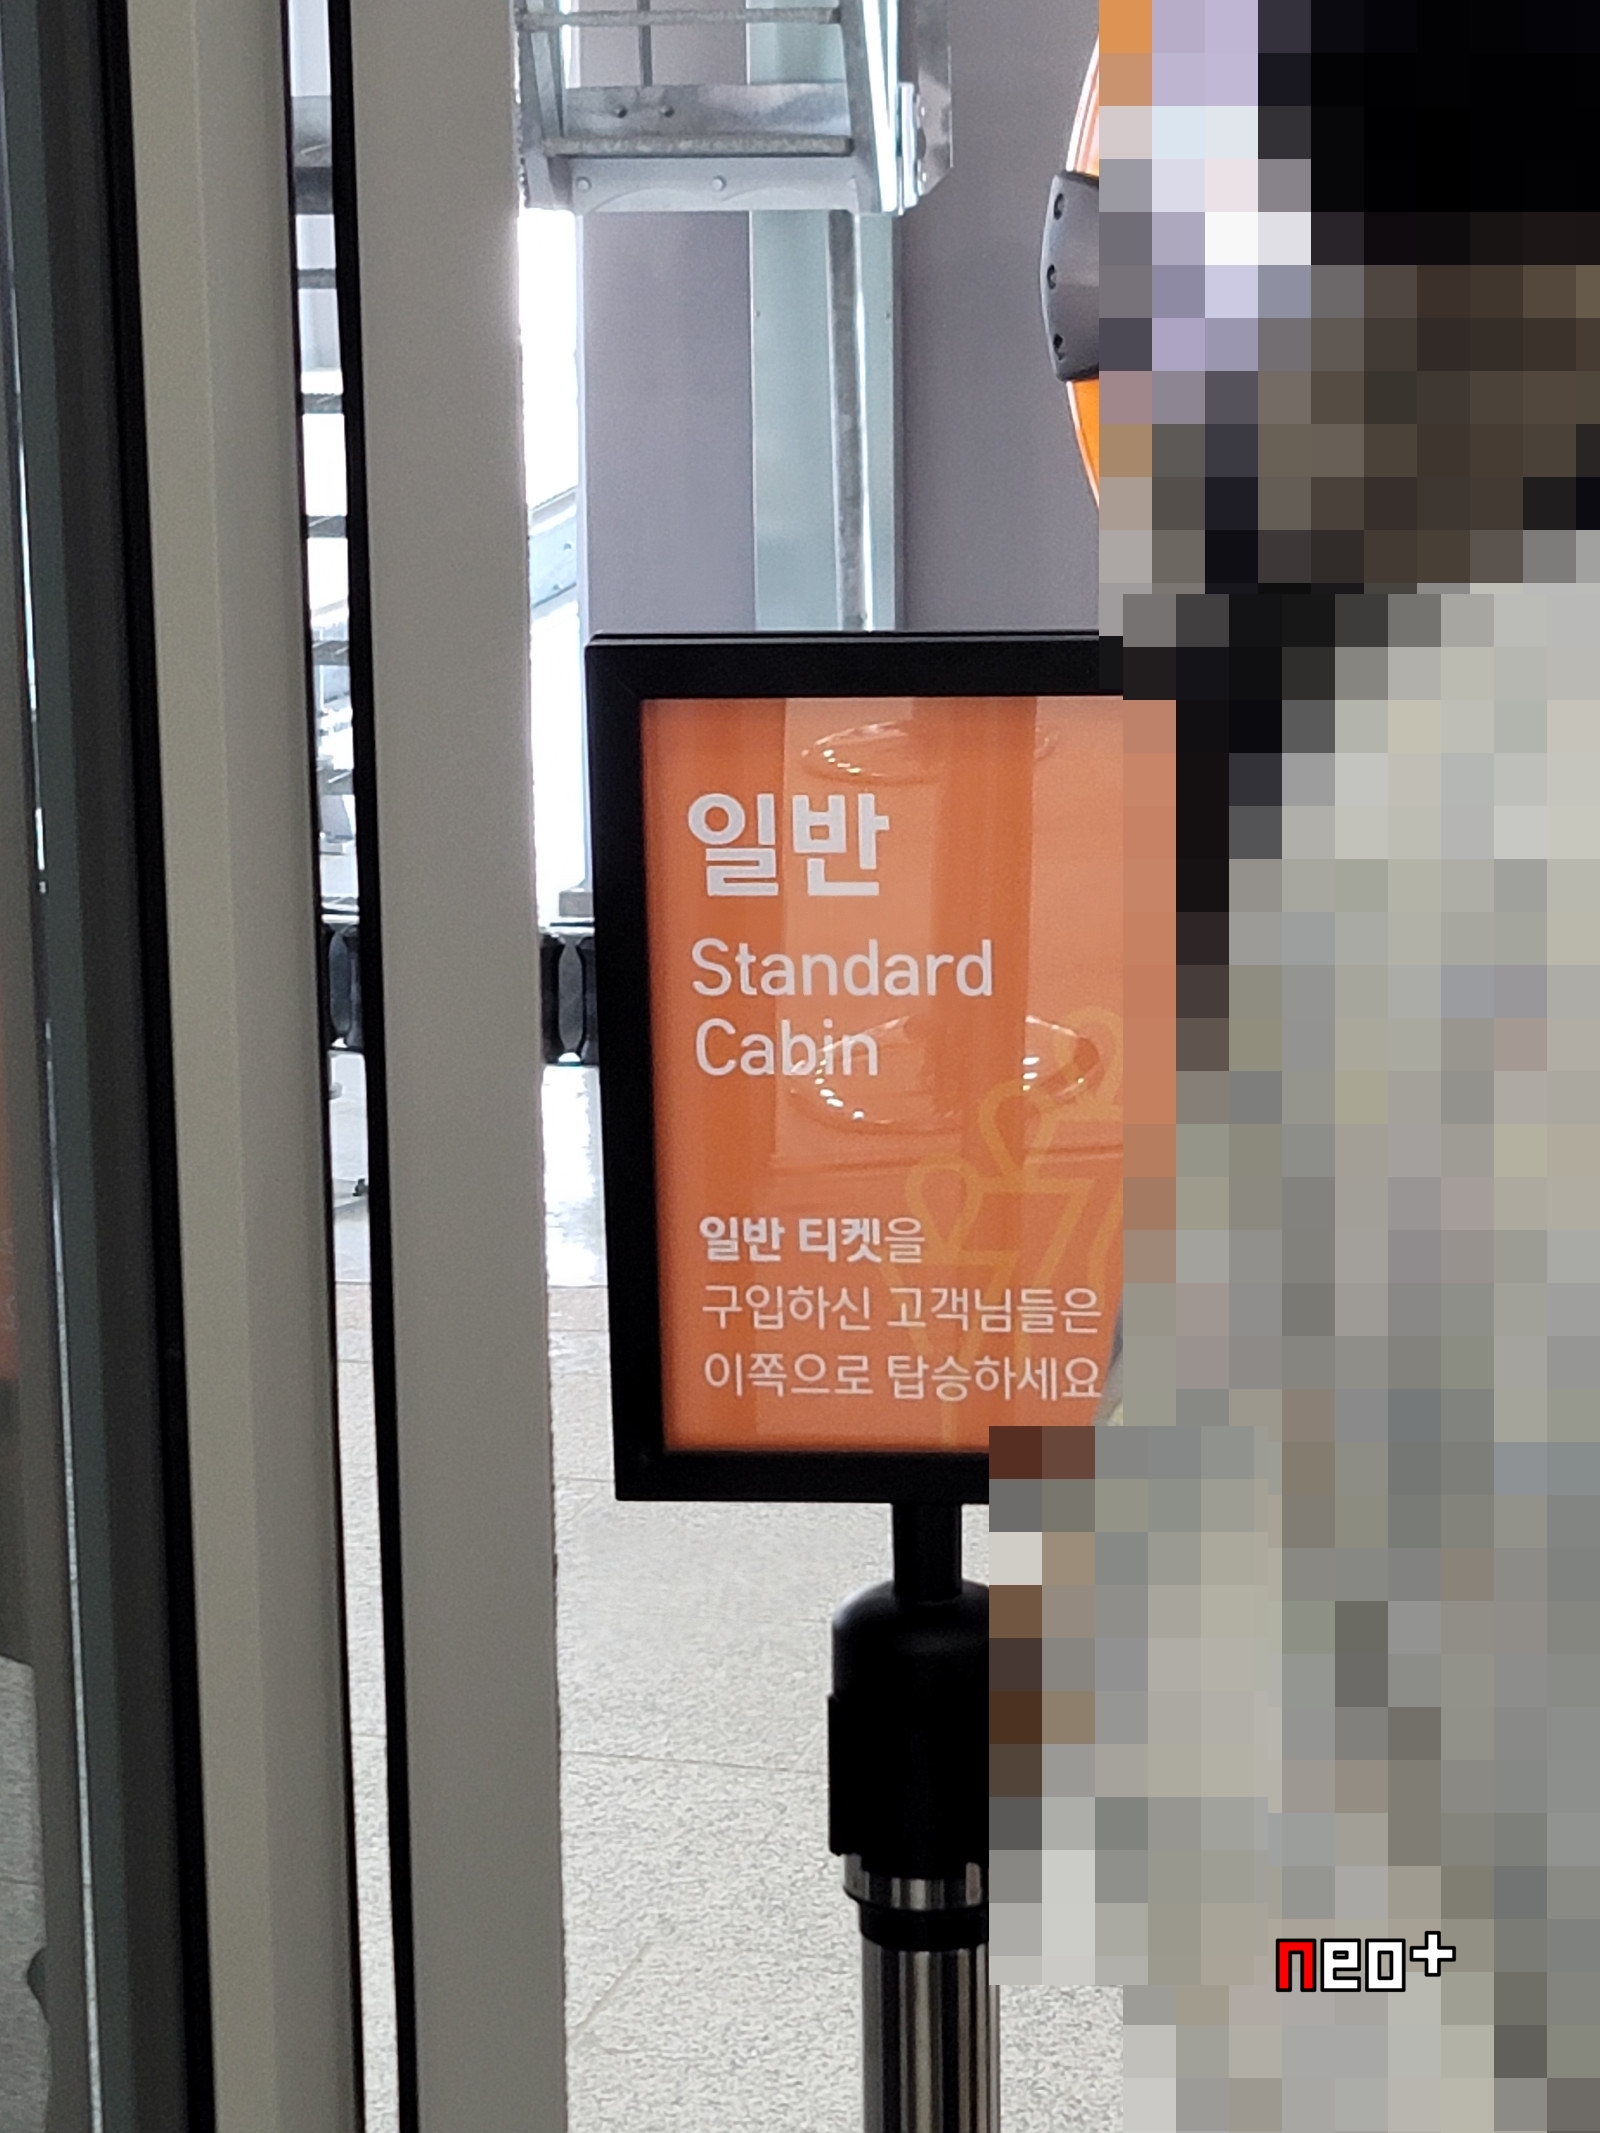 일반
Standard
Cabin
일반 티켓을
구입하신 고객님들은
이쪽으로 탑승하세요
neo+